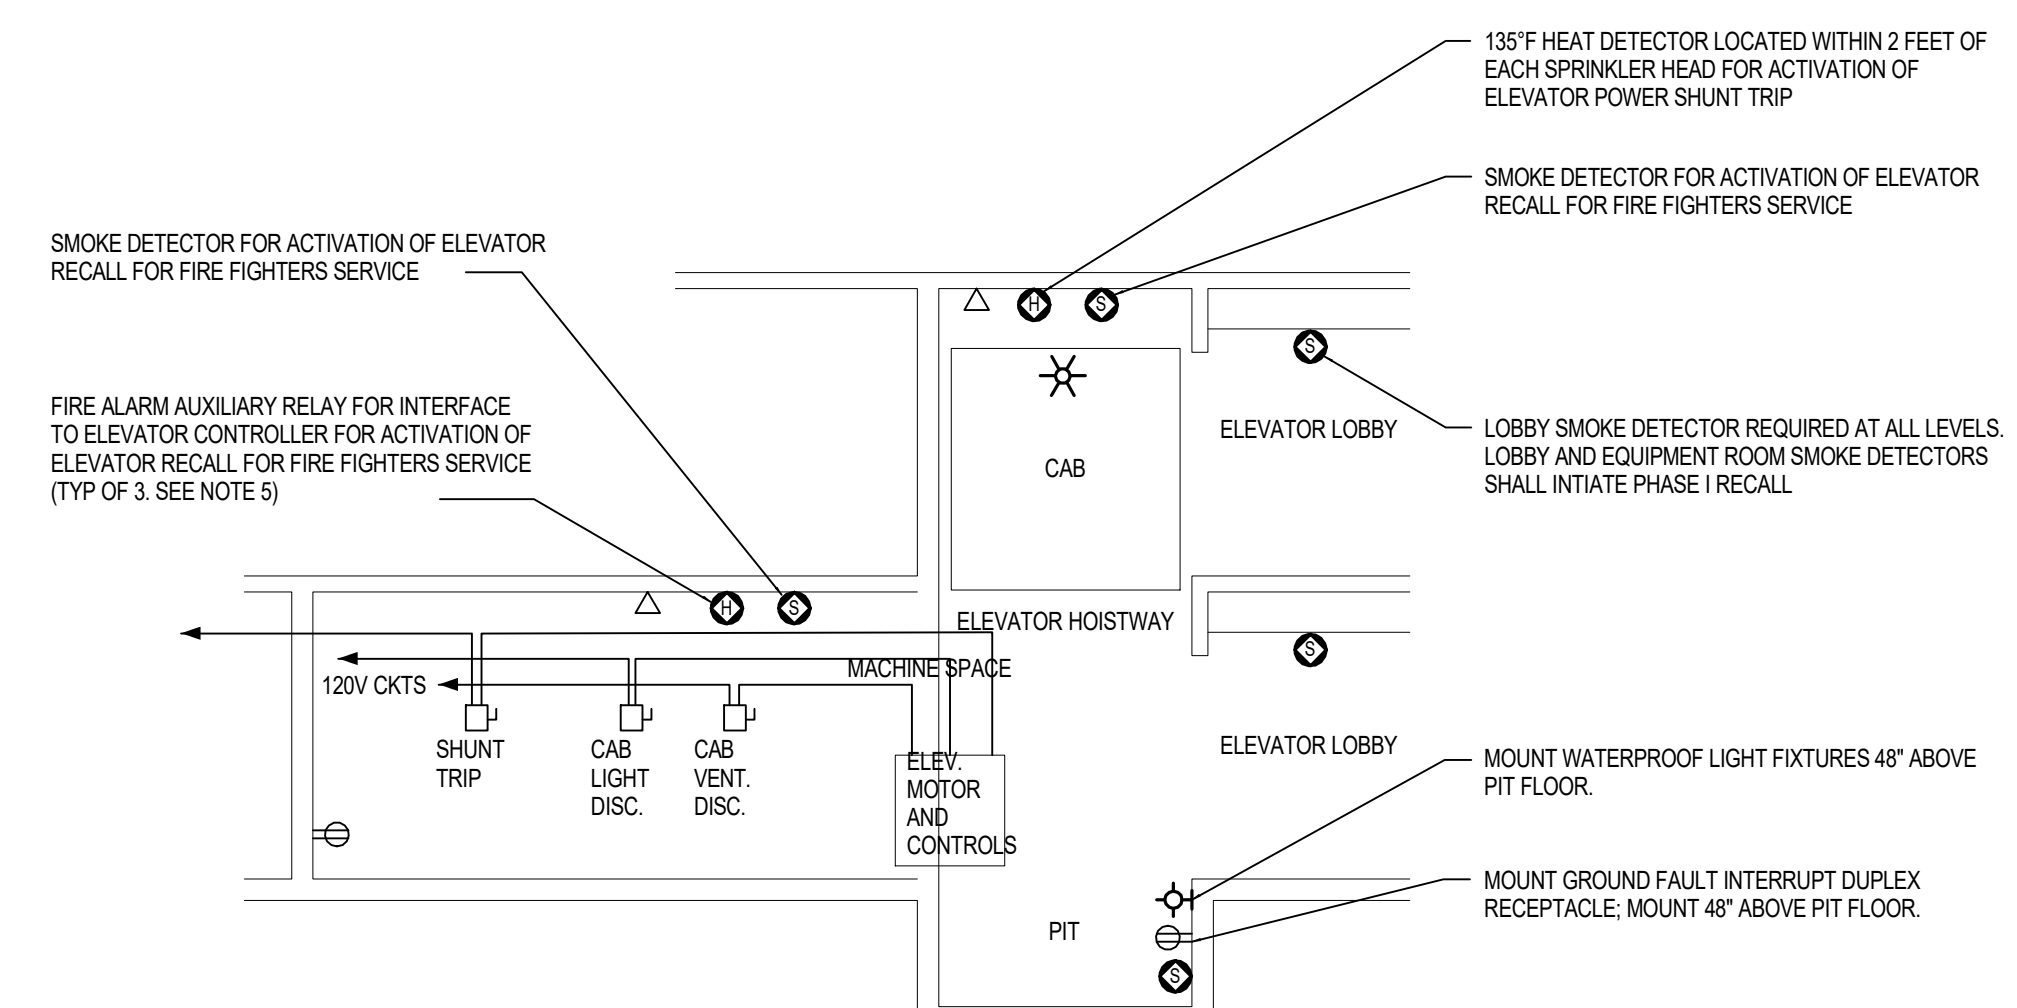 135°F HEAT DETECTOR LOCATED WITHIN 2 FEET OF
EACH SPRINKLER HEAD FOR ACTIVATION OF
ELEVATOR POWER SHUNT TRIP
SMOKE DETECTOR FOR ACTIVATION OF ELEVATOR
RECALL FOR FIRE FIGHTERS SERVICE
SMOKE DETECTOR FOR ACTIVATION OF ELEVATOR
RECALL FOR FIRE FIGHTERS SERVICE
H
S
S
FIRE ALARM AUXILIARY RELAY FOR INTERFACE
TO ELEVATOR CONTROLLER FOR ACTIVATION OF
ELEVATOR RECALL FOR FIRE FIGHTERS SERVICE
(TYP OF 3. SEE NOTE 5)
ELEVATOR LOBBY
CAB
LOBBY SMOKE DETECTOR REQUIRED AT ALL LEVELS.
LOBBY AND EQUIPMENT ROOM SMOKE DETECTORS
SHALL INTIATE PHASE I RECALL
H
S
ELEVATOR HOISTWAY
S
MACHINE SPACE
120V CKTS
SHUNT
TRIP
CAB
LIGHT
DISC.
CAB
VENT.
DISC.
ELEV.
MOTOR
AND
CONTROLS
ELEVATOR LOBBY
MOUNT WATERPROOF LIGHT FIXTURES 48" ABOVE
PIT FLOOR.
MOUNT GROUND FAULT INTERRUPT DUPLEX
RECEPTACLE; MOUNT 48" ABOVE PIT FLOOR.
PIT
S